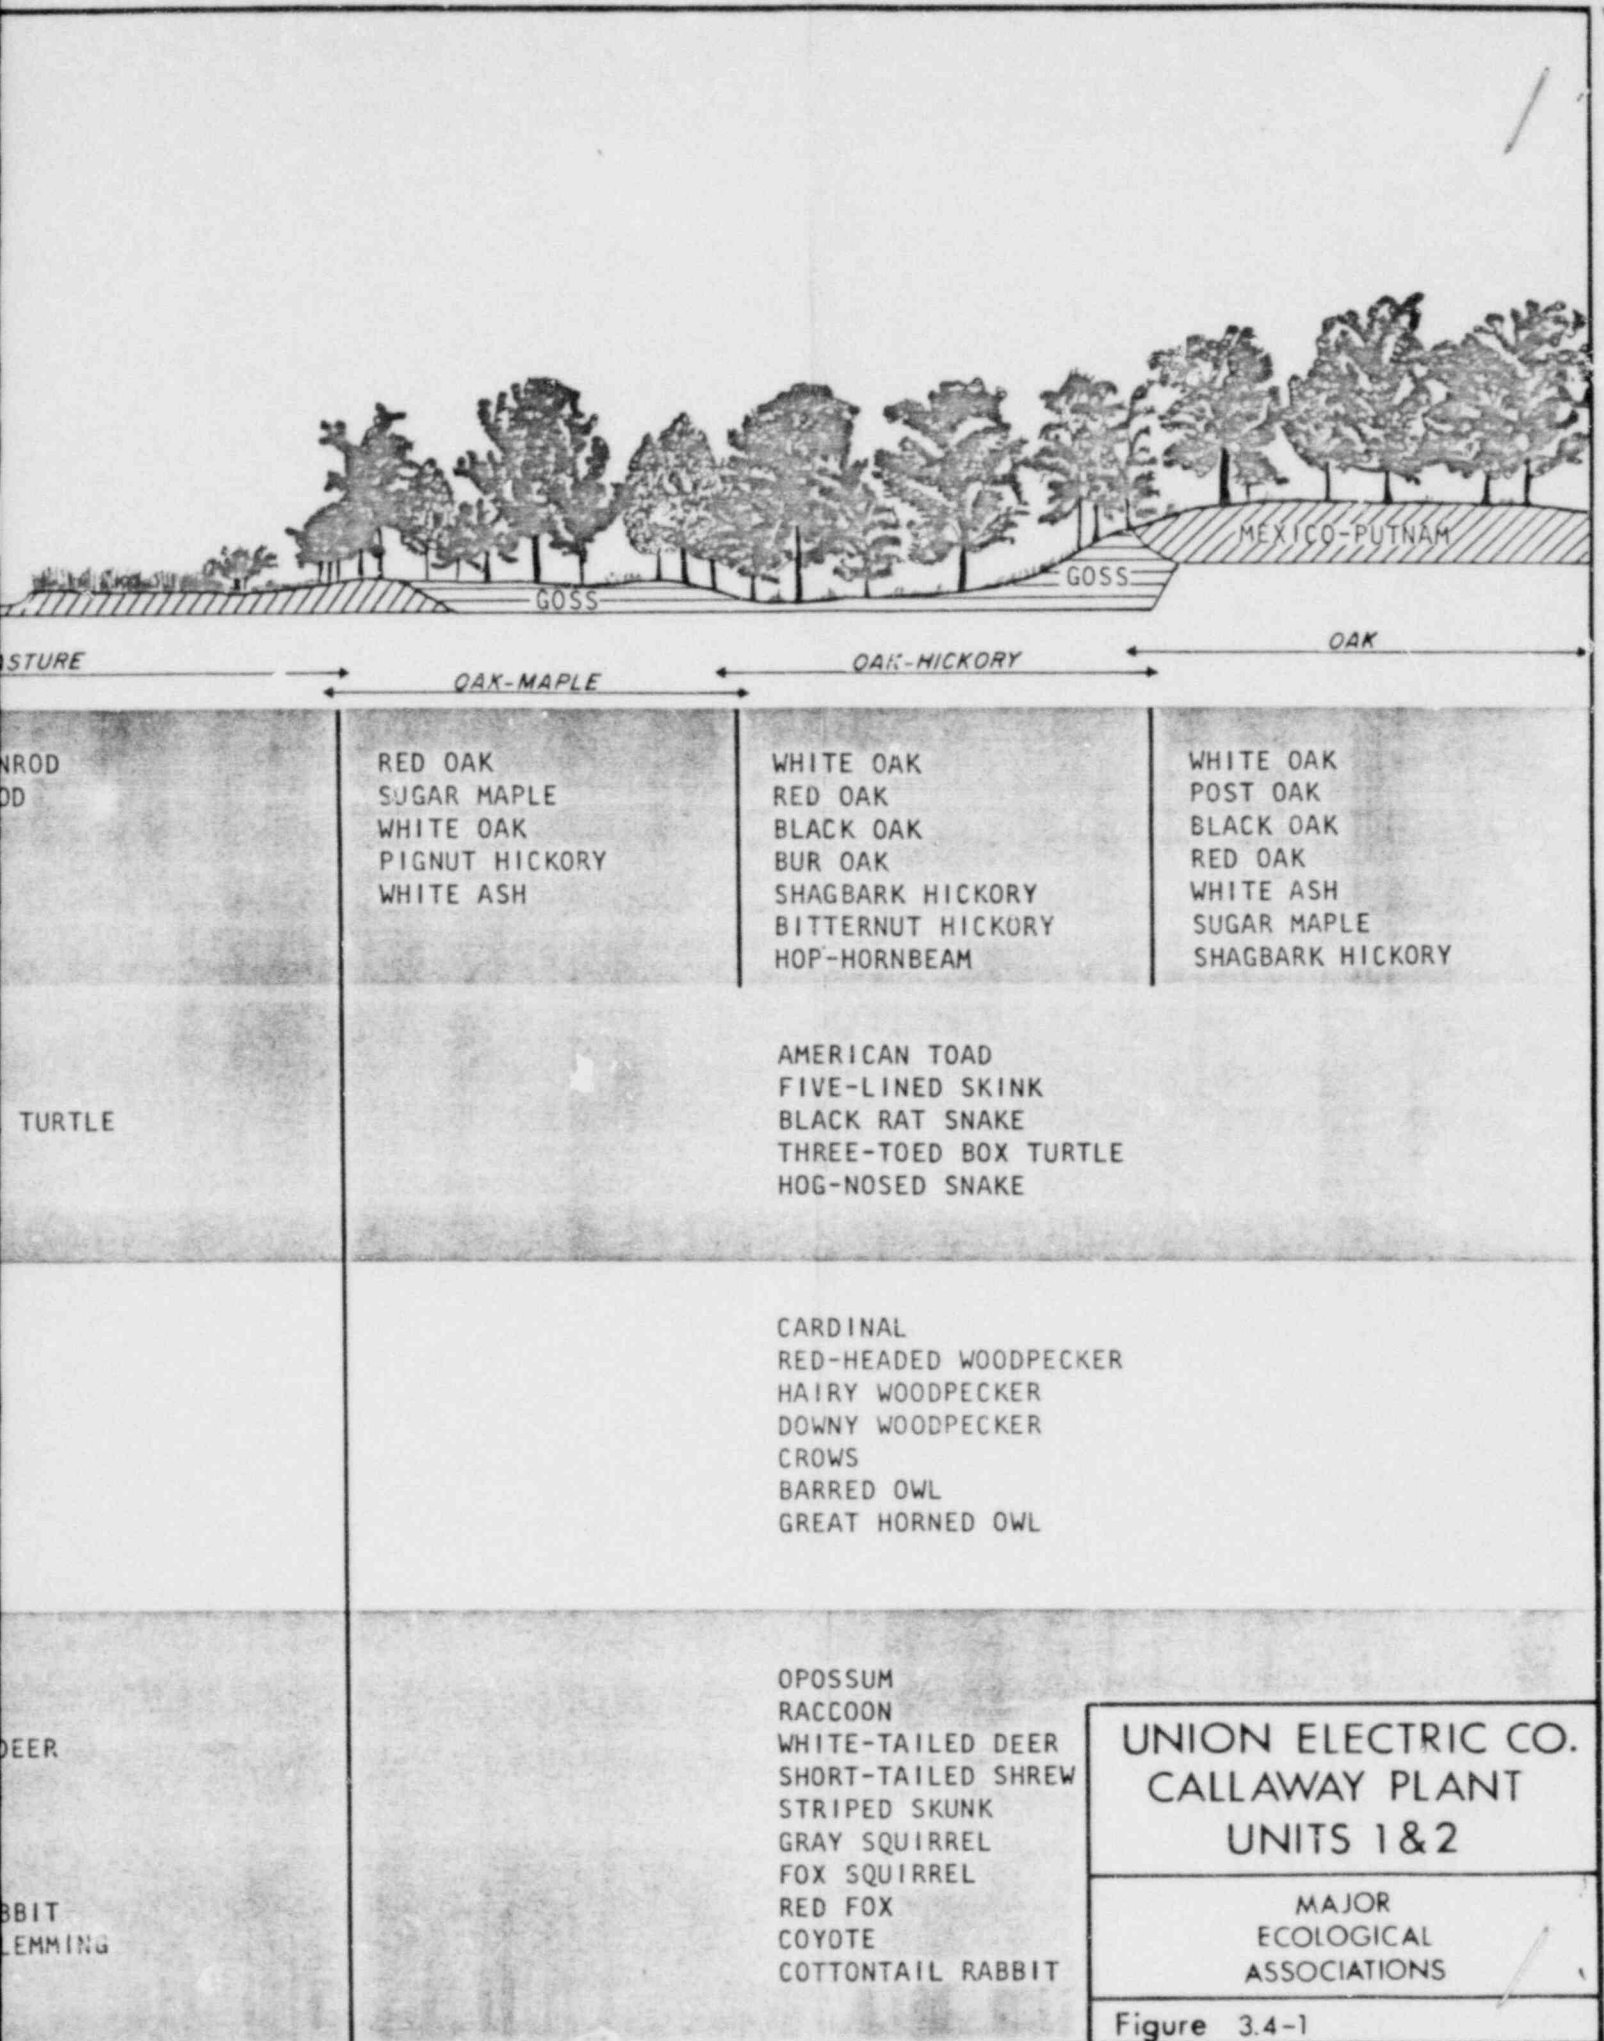 MEXICO-PUTNAM
GOSS
GOSS
OAK
OAK-HICKORY
STURE
OAK-MAPLE
NROD
OD
RED OAK
SUGAR MAPLE
WHITE OAK
PIGNUT HICKORY
WHITE ASH
WHITE OAK
RED OAK
BLACK OAK
BUR OAK
SHAGBARK HICKORY
BITTERNUT HICKORY
HOP-HORNBEAM
WHITE OAK
POST OAK
BLACK OAK
RED OAK
WHITE ASH
SUGAR MAPLE
SHAGBARK HICKORY
TURTLE
AMERICAN TOAD
FIVE-LINED SKINK
BLACK RAT SNAKE
THREE-TOED BOX TURTLE
HOG-NOSED SNAKE
CARDINAL
RED-HEADED WOODPECKER
HAIRY WOODPECKER
DOWNY WOODPECKER
CROWS
BARRED OWL
GREAT HORNED OWL
DEER
BBIT
LEMMING
OPOSSUM
RACCOON
WHITE-TAILED DEER
SHORT-TAILED SHREW
STRIPED SKUNK
GRAY SQUIRREL
FOX SQUIRREL
RED FOX
COYOTE
COTTONTAIL RABBIT
UNION ELECTRIC CO.
CALLAWAY PLANT
UNITS 1&2
MAJOR
ECOLOGICAL
ASSOCIATIONS
Figure 3.4-1